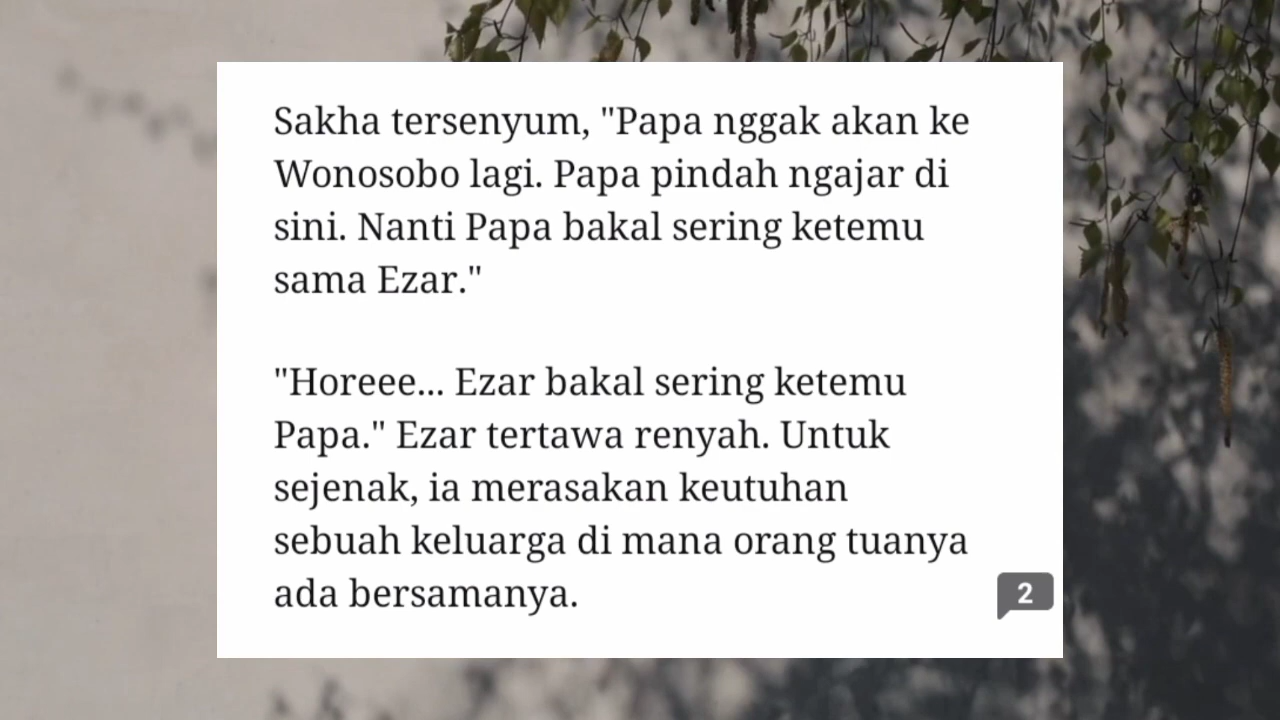 Sakha tersenyum, "Papa nggak akan ke
Wonosobo lagi. Papa pindah ngajar di
sini. Nanti Papa bakal sering ketemu
sama Ezar."
"Horeee... Ezar bakal sering ketemu
Papa." Ezar tertawa renyah. Untuk
sejenak, ia merasakan keutuhan
sebuah keluarga di mana orang tuanya
ada bersamanya.
2